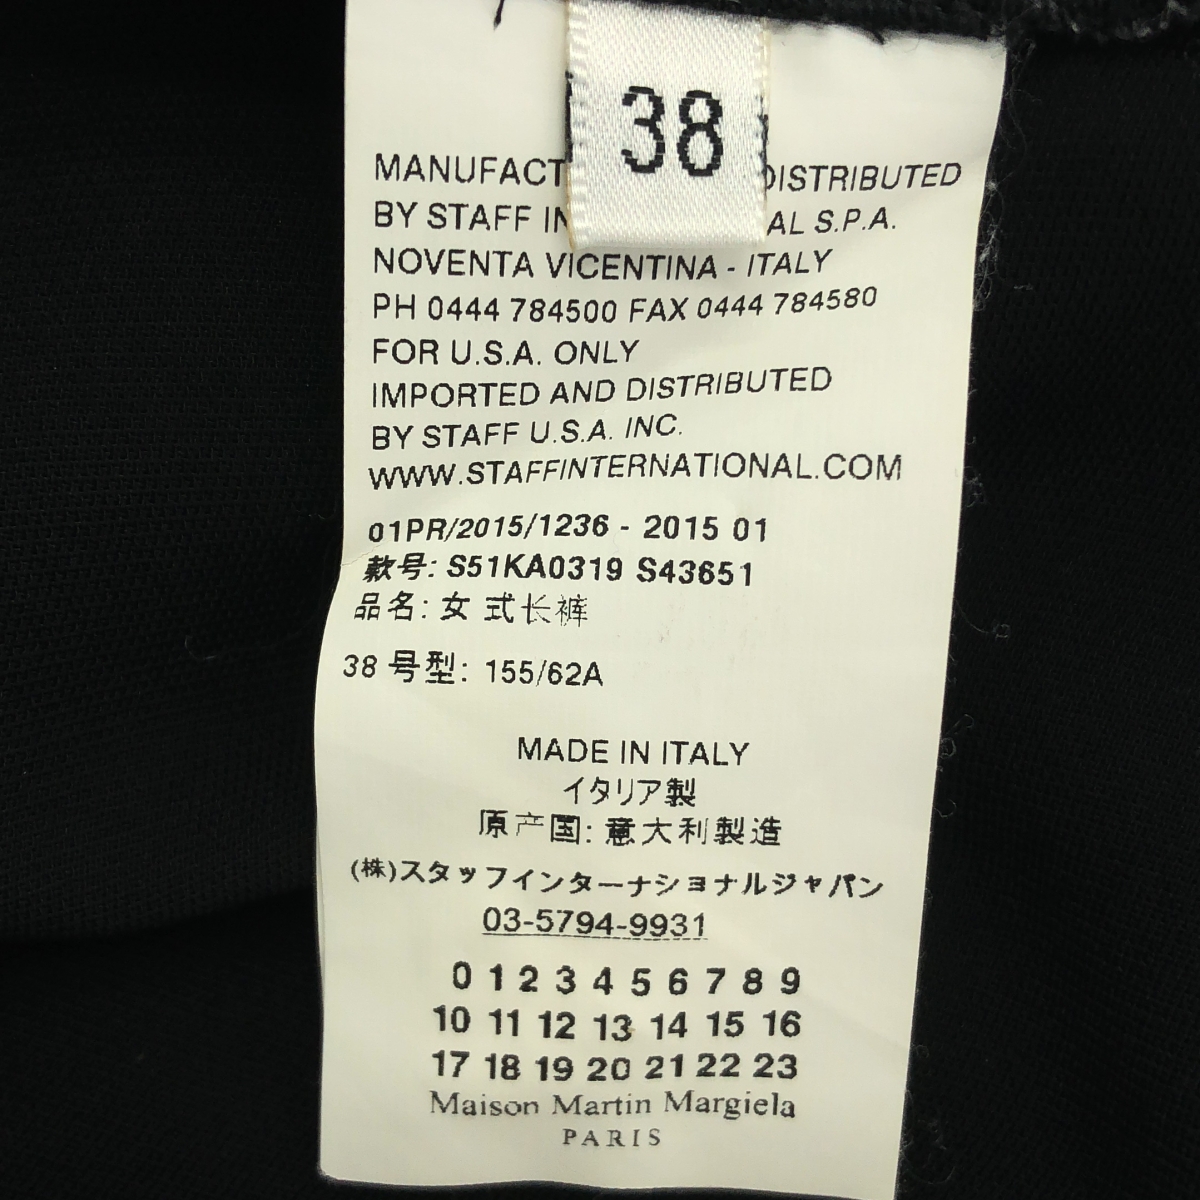 38
MANUFACT DISTRIBUTED
BY STAFF IN AL S.P.A.
NOVENTA VICENTINA - ITALY
PH 0444 784500 FAX 0444 784580
FOR U.S.A. ONLY
IMPORTED AND DISTRIBUTED
BY STAFF U.S.A. INC.
WWW.STAFFINTERNATIONAL.COM
01PR/2015/1236 - 2015 01
款号: S51KA0319 S43651
品名: 女 式长裤
38 号型: 155/62A
MADE IN ITALY
イタリア製
原产国: 意大利製造
(株)スタッフインターナショナルジャパン
03-5794-9931
0 1 2 3 4 5 6 7 8 9
10 11 12 13 14 15 16
17 18 19 20 21 22 23
Maison Martin Margiela
PARIS